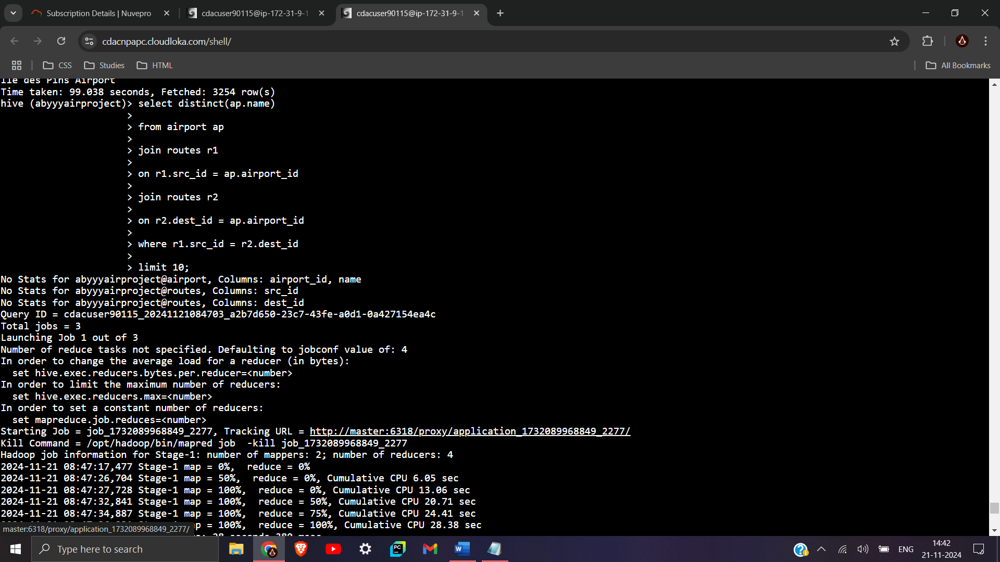 Subscription Details | Nuvepro
cdacuser90115@ip-172-31-9-1
cdacuser90115@ip-172-31-9-1
cdacnpapc.cloudloka.com/shell/
CSS
Studies
HTML
All Bookmarks
Ile des Pins Airport
Time taken: 99.038 seconds, Fetched: 3254 row(s)
hive (abyyyairproject)> select distinct(ap.name)
>
> from airport ap
>
> join routes r1
>
> on r1.src_id = ap.airport_id
>
> join routes r2
>
> on r2.dest_id = ap.airport_id
>
> where r1.src_id = r2.dest_id
>
> limit 10;
No Stats for abyyyairproject@airport, Columns: airport_id, name
No Stats for abyyyairproject@routes, Columns: src_id
No Stats for abyyyairproject@routes, Columns: dest_id
Query ID = cdacuser90115_20241121084703_a2b7d650-23c7-43fe-a0d1-0a427154ea4c
Total jobs = 3
Launching Job 1 out of 3
Number of reduce tasks not specified. Defaulting to jobconf value of: 4
In order to change the average load for a reducer (in bytes):
  set hive.exec.reducers.bytes.per.reducer=<number>
In order to limit the maximum number of reducers:
  set hive.exec.reducers.max=<number>
In order to set a constant number of reducers:
  set mapreduce.job.reduces=<number>
Starting Job = job_1732089968849_2277, Tracking URL = http://master:6318/proxy/application_1732089968849_2277/
Kill Command = /opt/hadoop/bin/mapred job  -kill job_1732089968849_2277
Hadoop job information for Stage-1: number of mappers: 2; number of reducers: 4
2024-11-21 08:47:17,477 Stage-1 map = 0%,  reduce = 0%
2024-11-21 08:47:26,704 Stage-1 map = 50%,  reduce = 0%, Cumulative CPU 6.05 sec
2024-11-21 08:47:27,728 Stage-1 map = 100%,  reduce = 0%, Cumulative CPU 13.06 sec
2024-11-21 08:47:32,841 Stage-1 map = 100%,  reduce = 50%, Cumulative CPU 20.71 sec
2024-11-21 08:47:34,887 Stage-1 map = 100%,  reduce = 75%, Cumulative CPU 24.41 sec
p = 100%,  reduce = 100%, Cumulative CPU 28.38 sec
master:6318/proxy/application_1732089968849_2277/
28 seconds 380 msec
Type here to search
ENG
14:42
21-11-2024